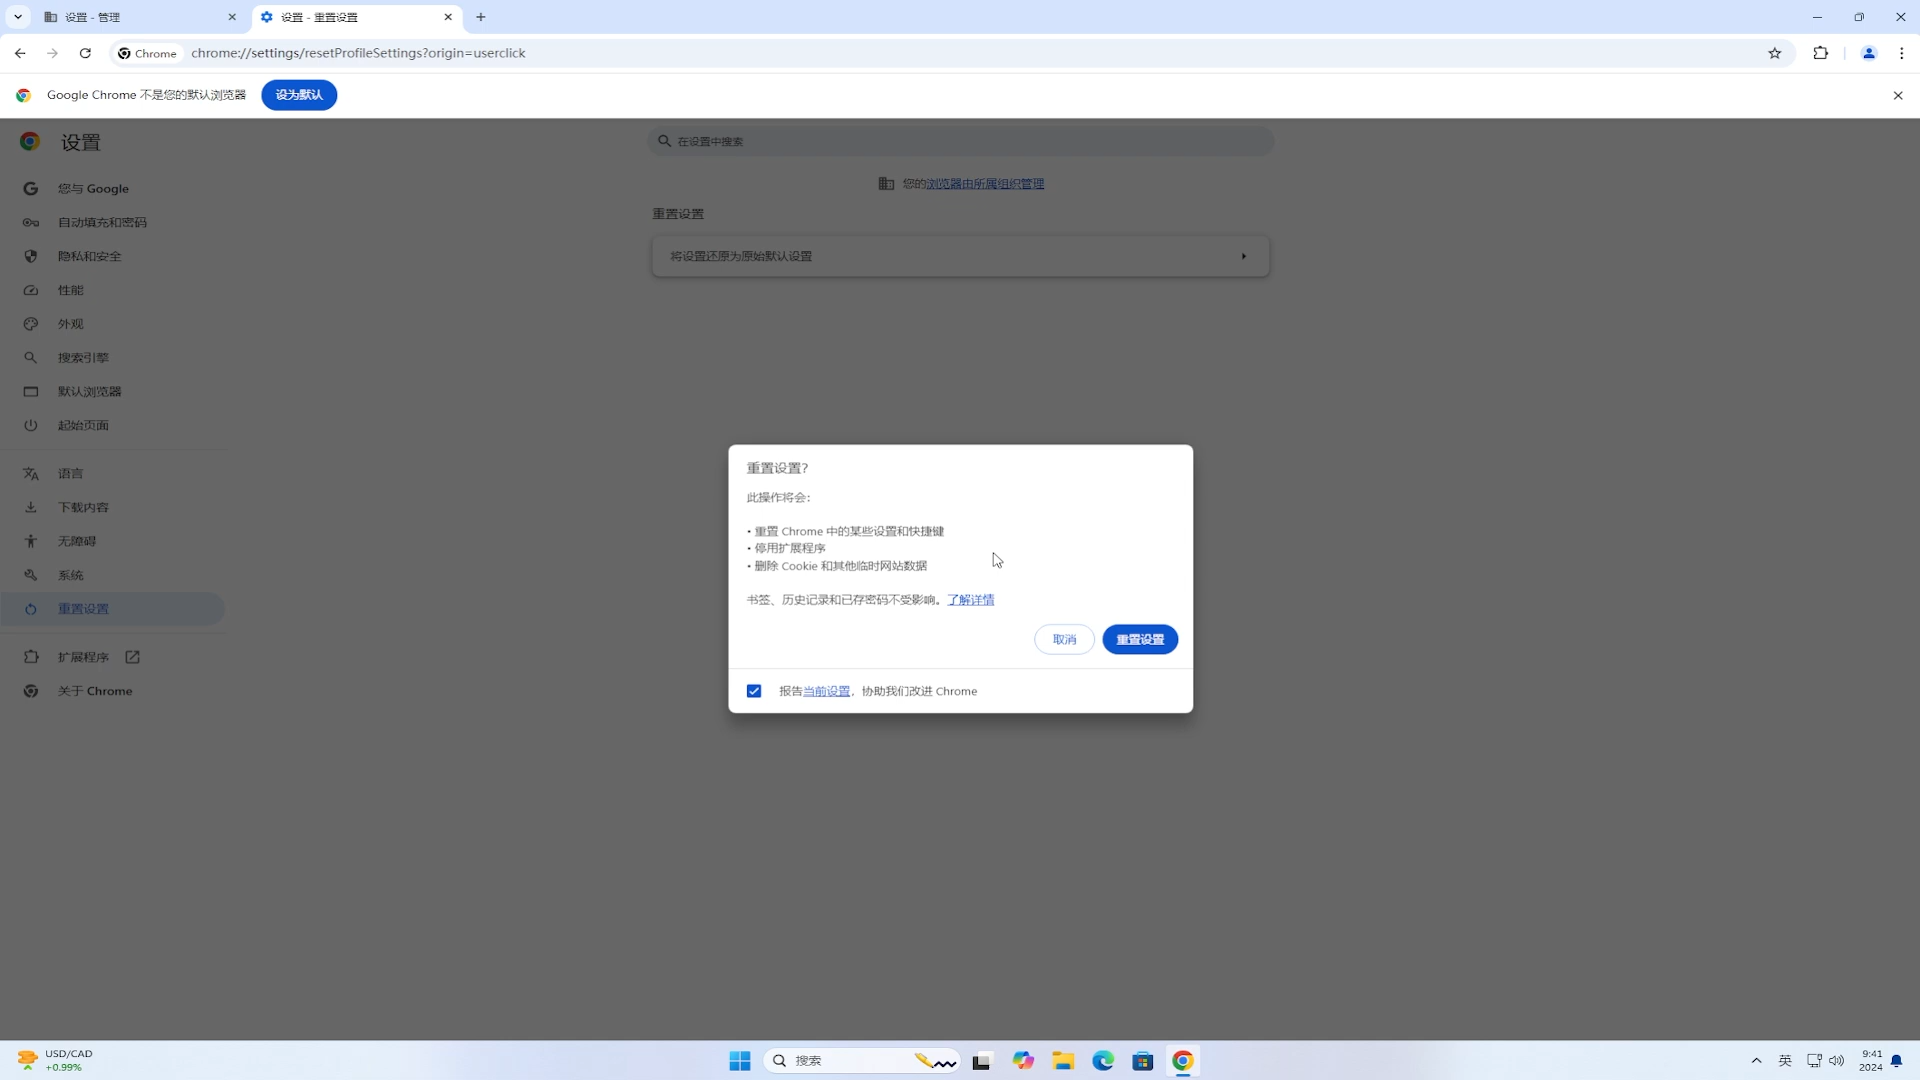 设置 - 管理
设置 - 重置设置
Chrome
chrome://settings/resetProfileSettings?origin=userclick
Google Chrome 不是您的默认浏览器
设为默认
设置
在设置中搜索
您与 Google
自动填充和密码
隐私和安全
性能
外观
搜索引擎
默认浏览器
起始页面
语言
下载内容
无障碍
系统
重置设置
扩展程序
关于 Chrome
您的浏览器由所属组织管理
重置设置
将设置还原为原始默认设置
重置设置?
此操作将会:
• 重置 Chrome 中的某些设置和快捷键
• 停用扩展程序
• 删除 Cookie 和其他临时网站数据
书签、历史记录和已存密码不受影响。了解详情
取消
重置设置
报告当前设置，协助我们改进 Chrome
USD/CAD
+0.99%
搜索
英
9:41
2024